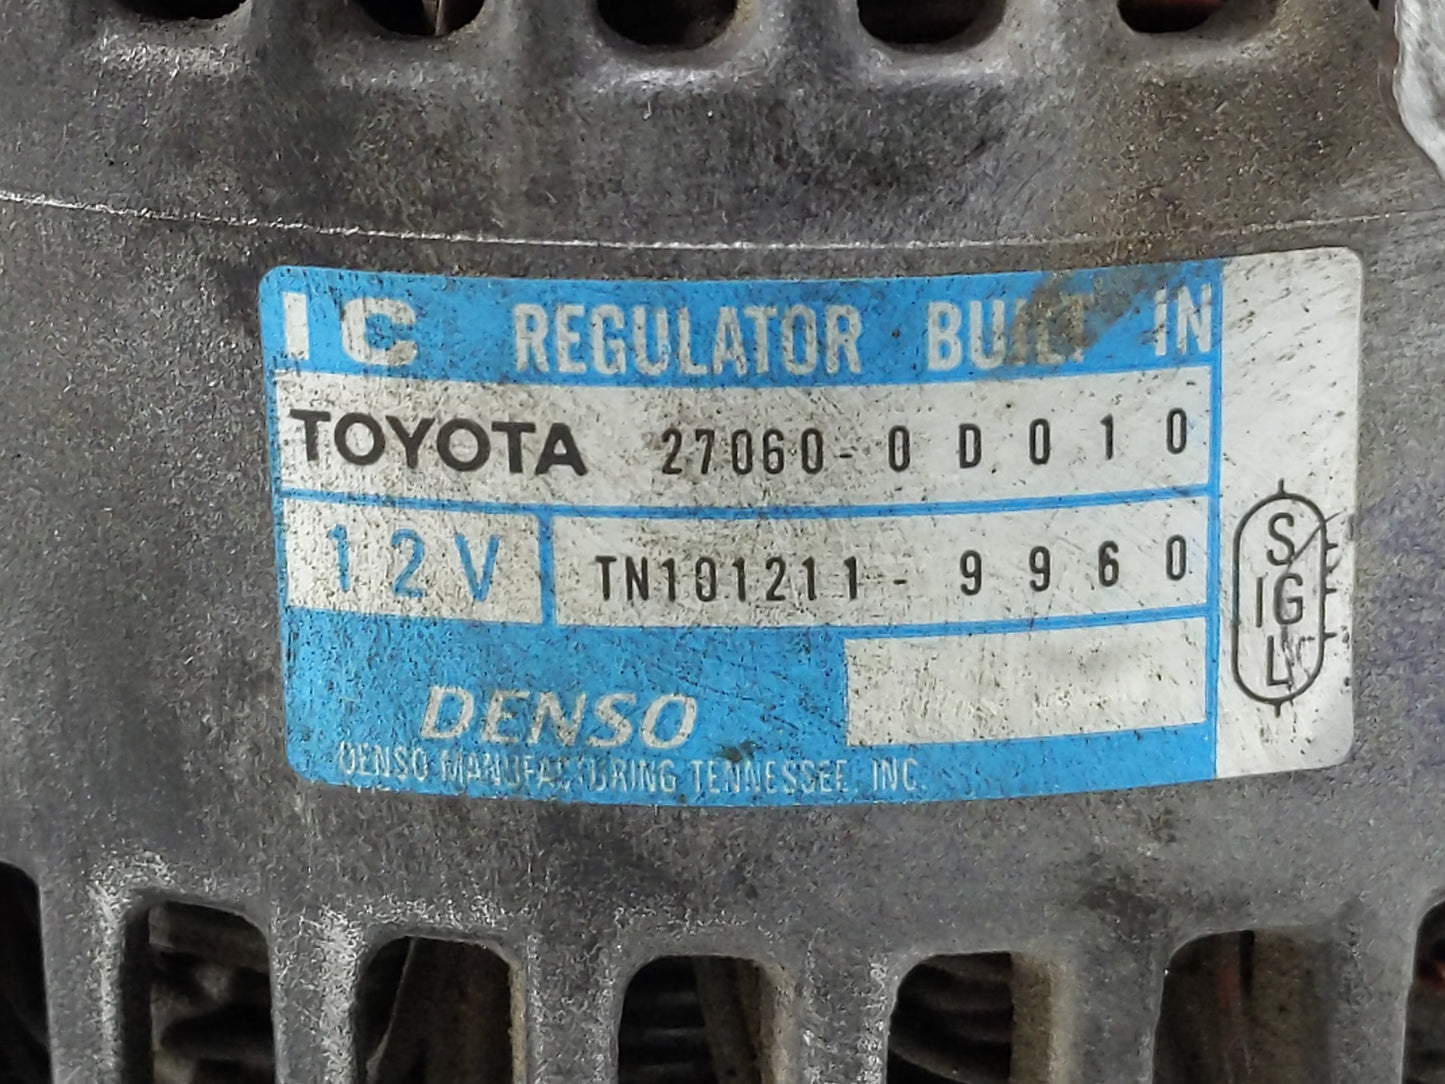 IC REGULATOR BUILT IN
TOYOTA 27060-0D010
12V TN101211-9960
DENSO
DENSO MANUFACTURING TENNESSEE, INC.
S
IG
L